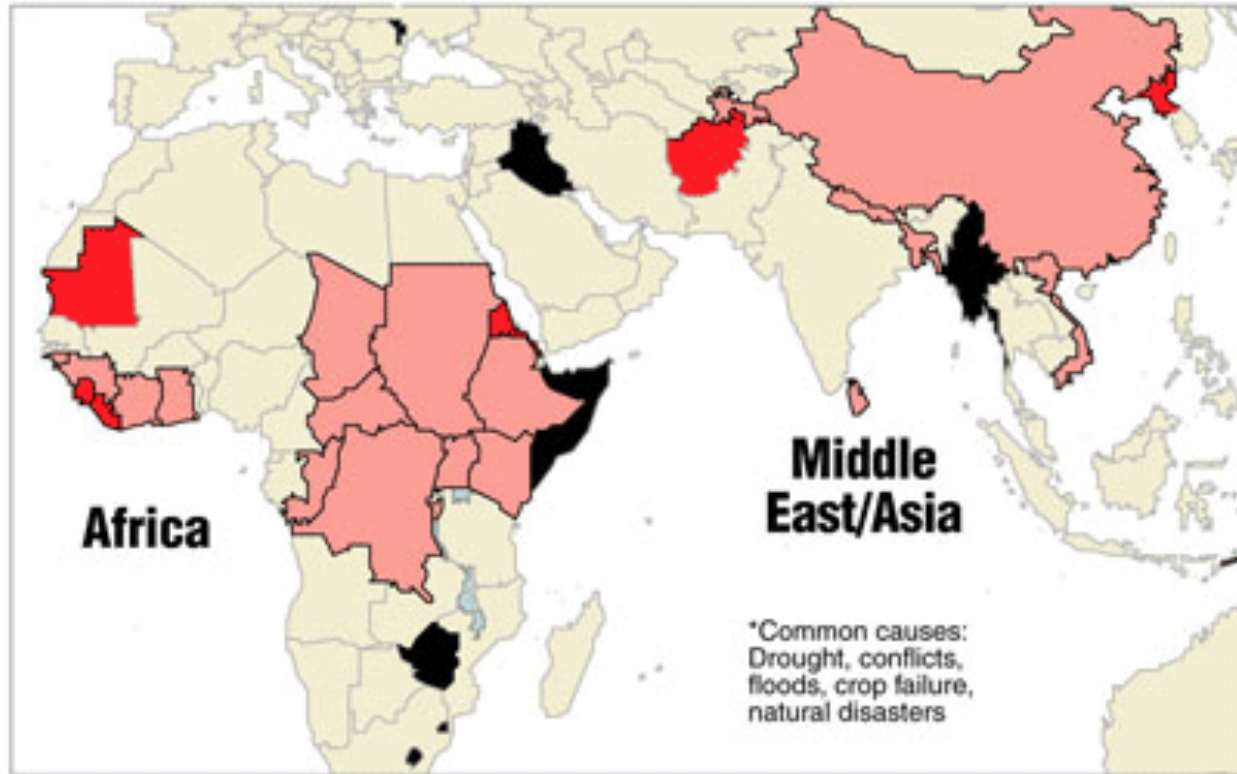 Africa
Middle
East/Asia
*Common causes:
Drought, conflicts,
floods, crop failure,
natural disasters